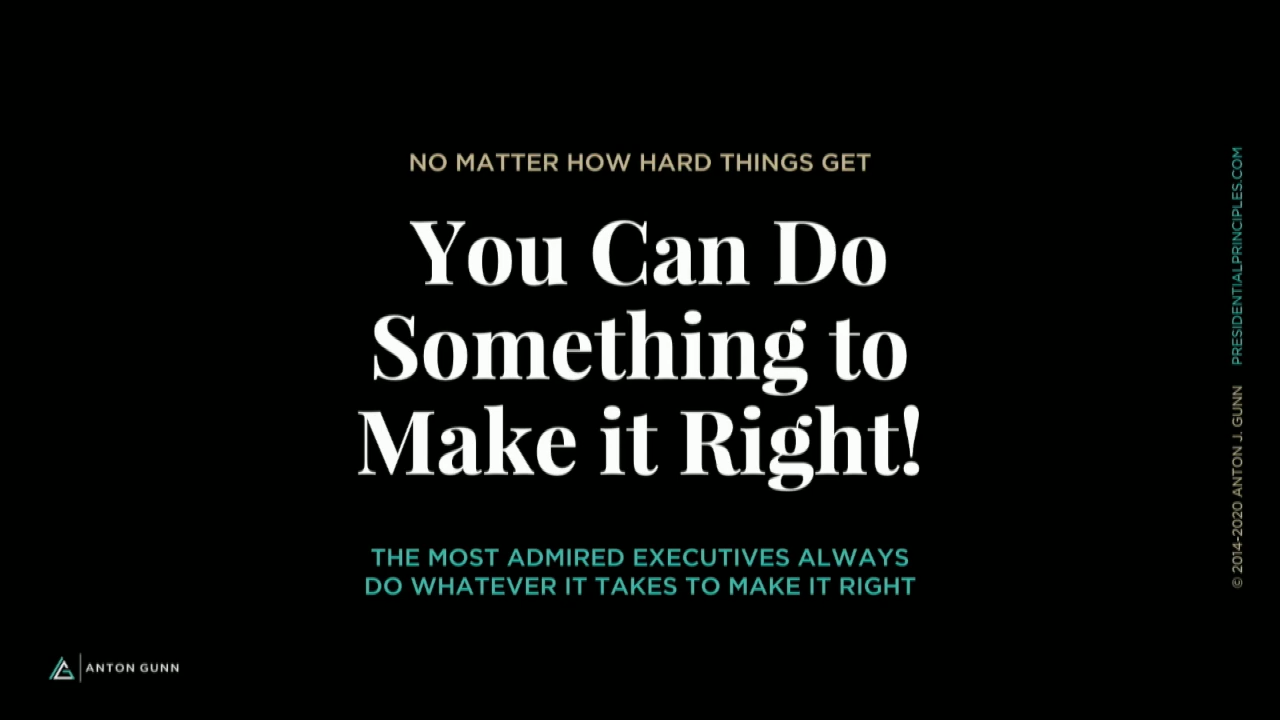 NO MATTER HOW HARD THINGS GET
You Can Do
Something to
Make it Right!
THE MOST ADMIRED EXECUTIVES ALWAYS
DO WHATEVER IT TAKES TO MAKE IT RIGHT
ANTON GUNN
© 2014-2020 ANTON J. GUNN PRESIDENTIALPRINCIPLES.COM